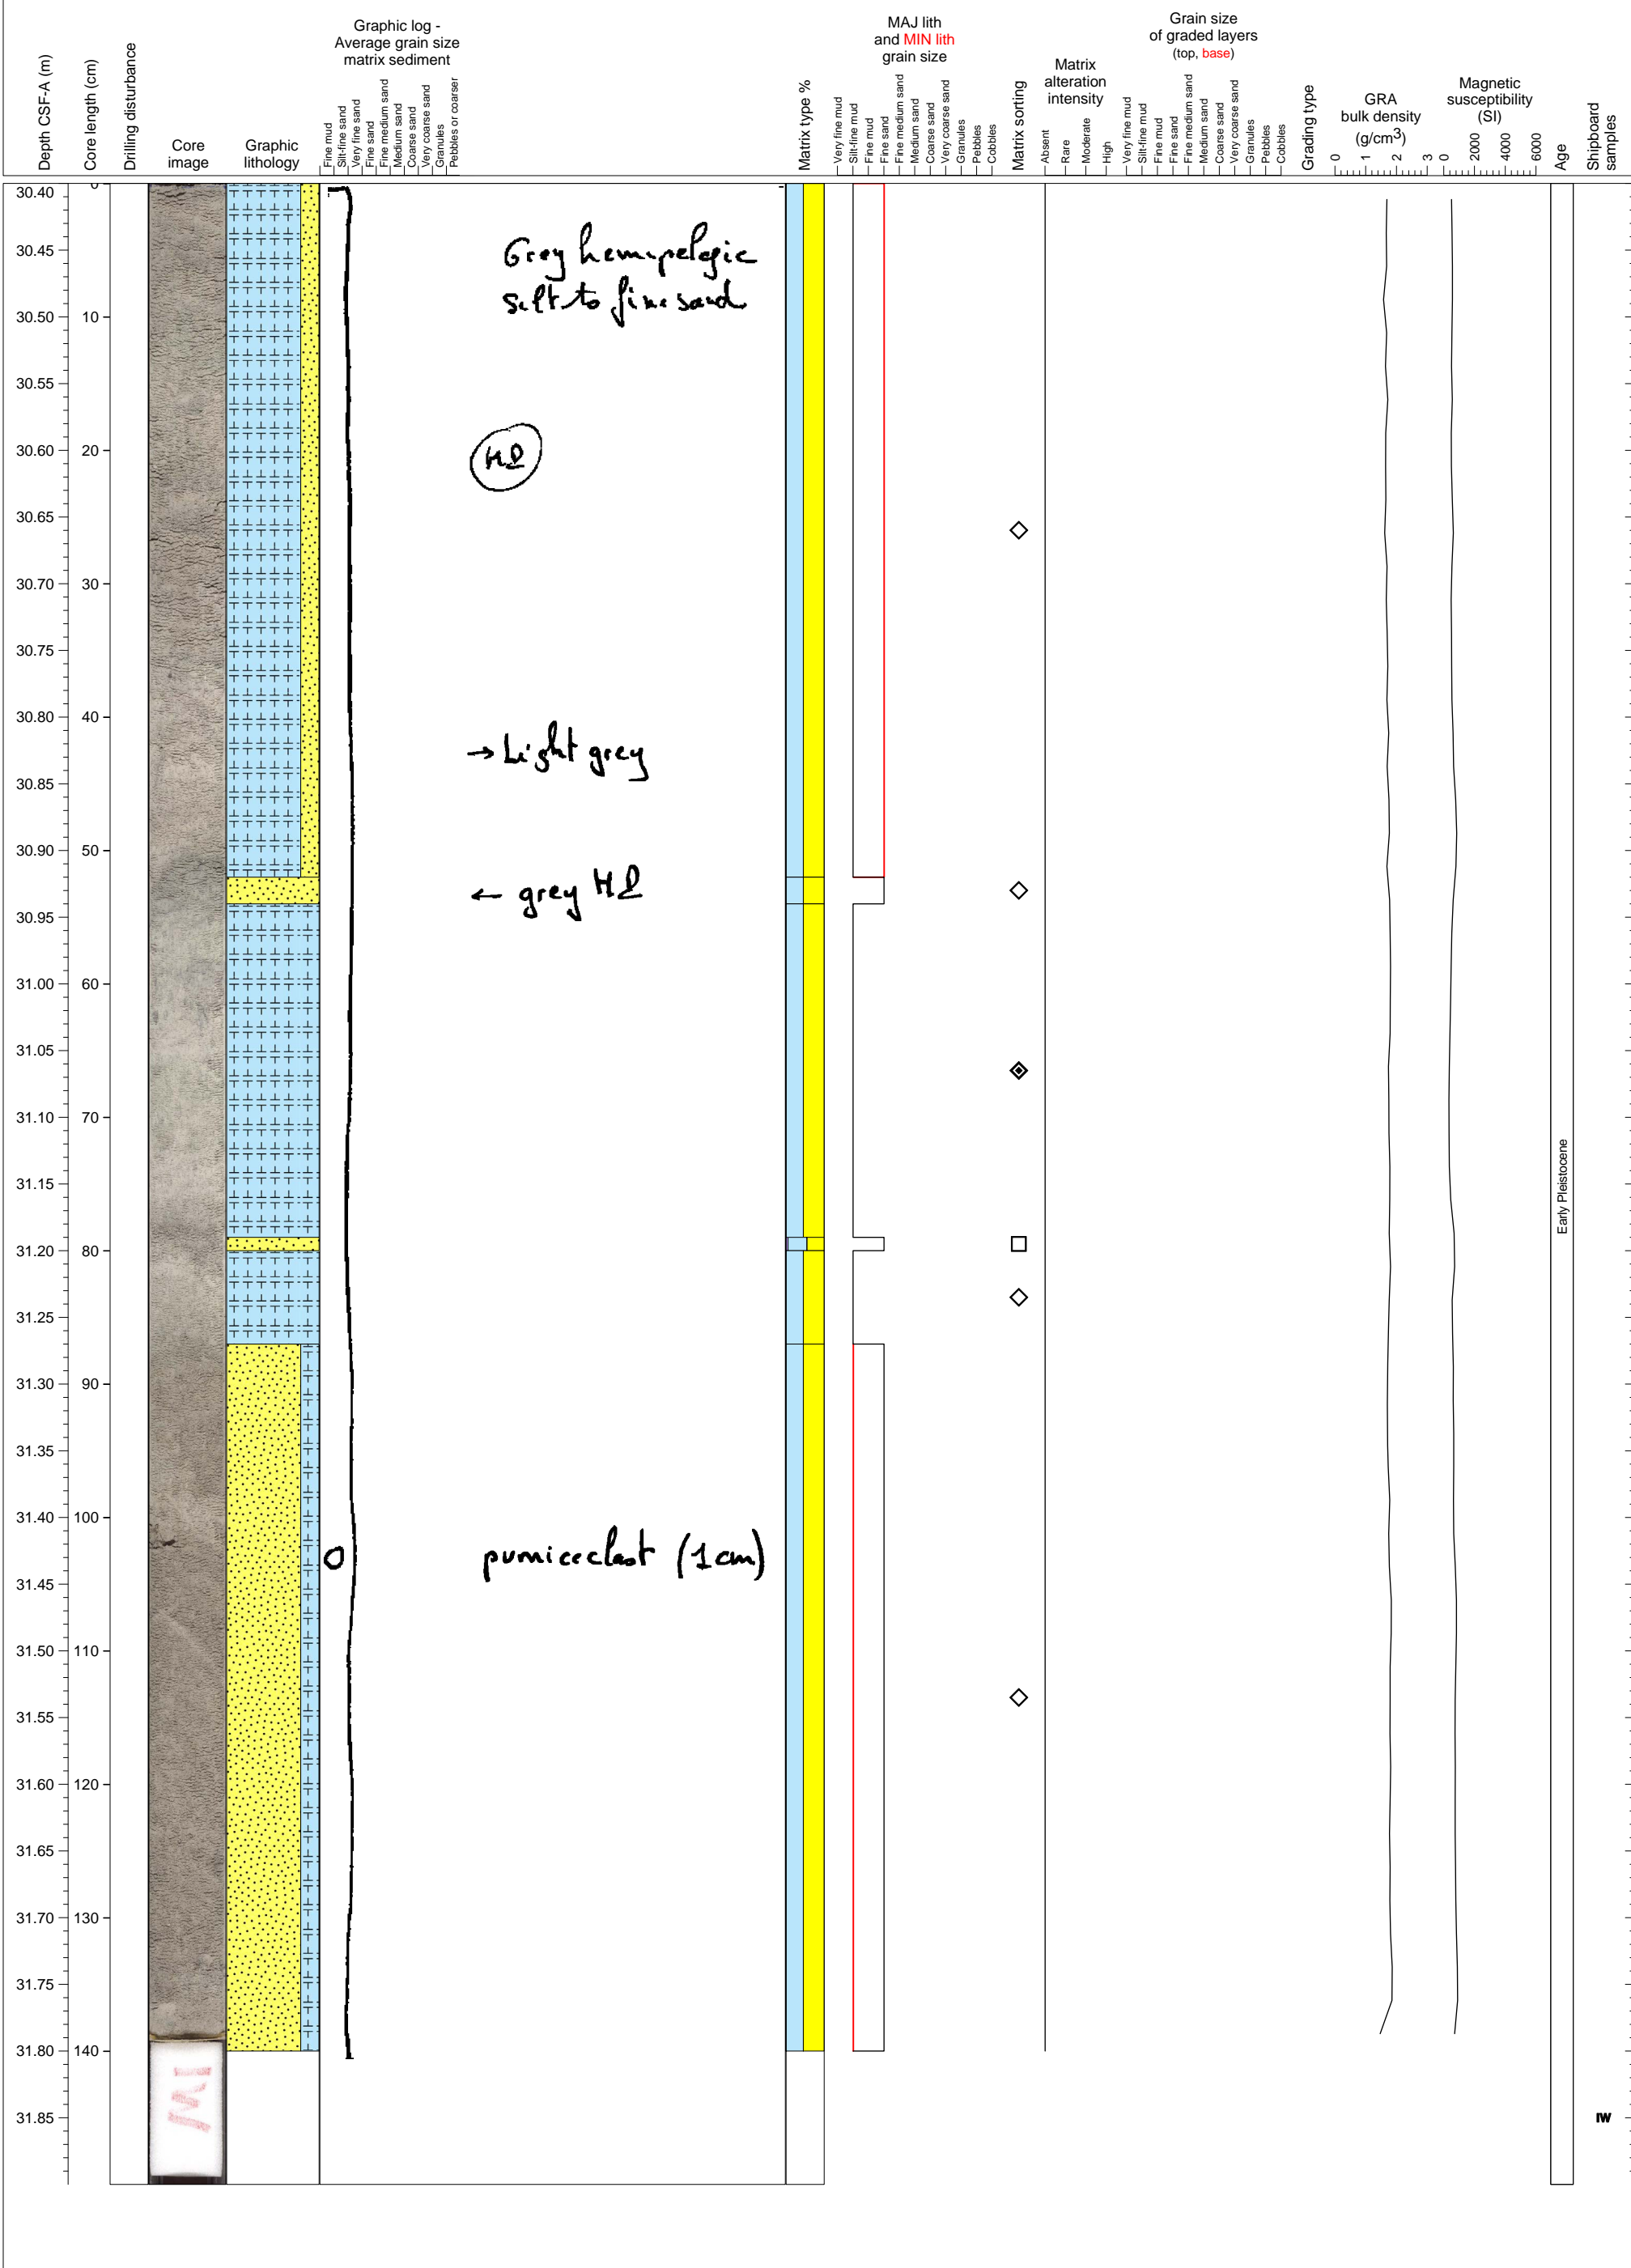 Depth CSF-A (m)
Core length (cm)
Drilling disturbance
Core
image
Graphic
lithology
Graphic log -
Average grain size
matrix sediment
Fine mud
Silt-fine sand
Very fine sand
Fine sand
Fine medium sand
Medium sand
Coarse sand
Very coarse sand
Granules
Pebbles or coarser
Matrix type %
MAJ lith
and MIN lith
grain size
Very fine mud
Silt-fine mud
Fine mud
Fine sand
Fine medium sand
Medium sand
Coarse sand
Very coarse sand
Granules
Pebbles
Cobbles
Matrix sorting
Matrix
alteration
intensity
Absent
Rare
Moderate
High
Grain size
of graded layers
(top, base)
Very fine mud
Silt-fine mud
Fine mud
Fine sand
Fine medium sand
Medium sand
Coarse sand
Very coarse sand
Granules
Pebbles
Cobbles
Grading type
GRA
bulk density
(g/cm3)
0 1 2 3
Magnetic
susceptibility
(SI)
0 2000 4000 6000
Age
Shipboard
samples
30.40 0
30.45
30.50 10
30.55
30.60 20
30.65
30.70 30
30.75
30.80 40
30.85
30.90 50
30.95
31.00 60
31.05
31.10 70
31.15
31.20 80
31.25
31.30 90
31.35
31.40 100
31.45
31.50 110
31.55
31.60 120
31.65
31.70 130
31.75
31.80 140
31.85
Grey hemipelagic
silt to fine sand
HP
→ Light grey
← grey HP
pumice clast (1cm)
Early Pleistocene
IW
IW